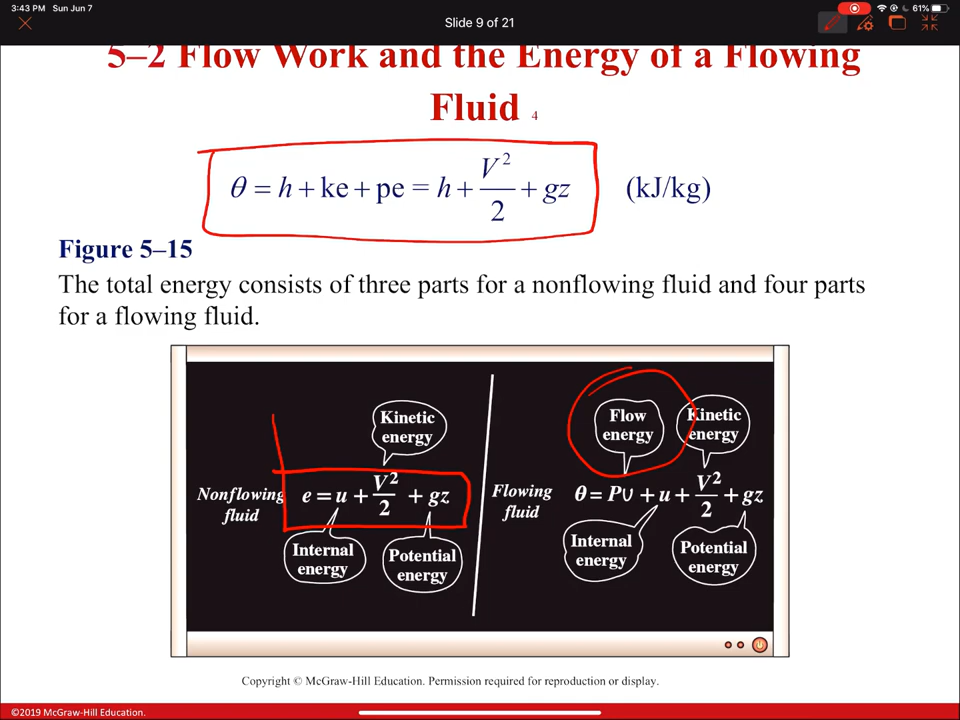 3:43 PM Sun Jun 7
61%
Slide 9 of 21
5–2 Flow Work and the Energy of a Flowing
Fluid 4
θ = h + ke + pe = h + V²/2 + gz (kJ/kg)
Figure 5–15
The total energy consists of three parts for a nonflowing fluid and four parts
for a flowing fluid.
Kinetic
energy
Nonflowing
fluid
e = u + V²/2 + gz
Internal
energy
Potential
energy
Flow
energy
Kinetic
energy
Flowing
fluid
θ = Pυ + u + V²/2 + gz
Internal
energy
Potential
energy
Copyright © McGraw-Hill Education. Permission required for reproduction or display.
©2019 McGraw-Hill Education.